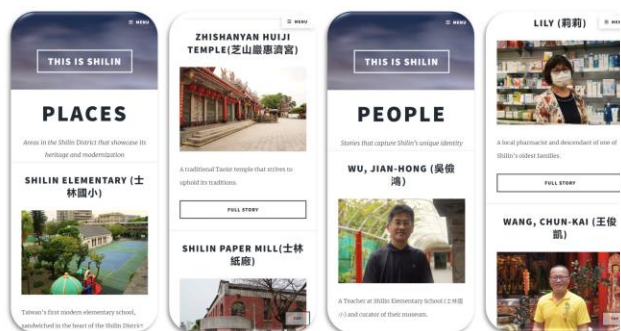 MENU
THIS IS SHILIN
PLACES
Areas in the Shilin District that showcase its
heritage and modernization
SHILIN ELEMENTARY (士
林國小)
Taiwan's first modern elementary school,
sandwiched in the heart of the Shilin District
MENU
ZHISHANYAN HUIJI
TEMPLE(芝山巖惠濟宮)
A traditional Taoist temple that strives to
uphold its traditions.
FULL STORY
SHILIN PAPER MILL(士林
紙廠)
TOP
MENU
THIS IS SHILIN
PEOPLE
Stories that capture Shilin's unique identity
WU, JIAN-HONG (吳儉
鴻)
A Teacher at Shilin Elementary School (士林國
小) and curator of their museum.
LILY (莉莉)
A local pharmacist and descendant of one of
Shilin's oldest families.
FULL STORY
WANG, CHUN-KAI (王俊
凱)
TOP